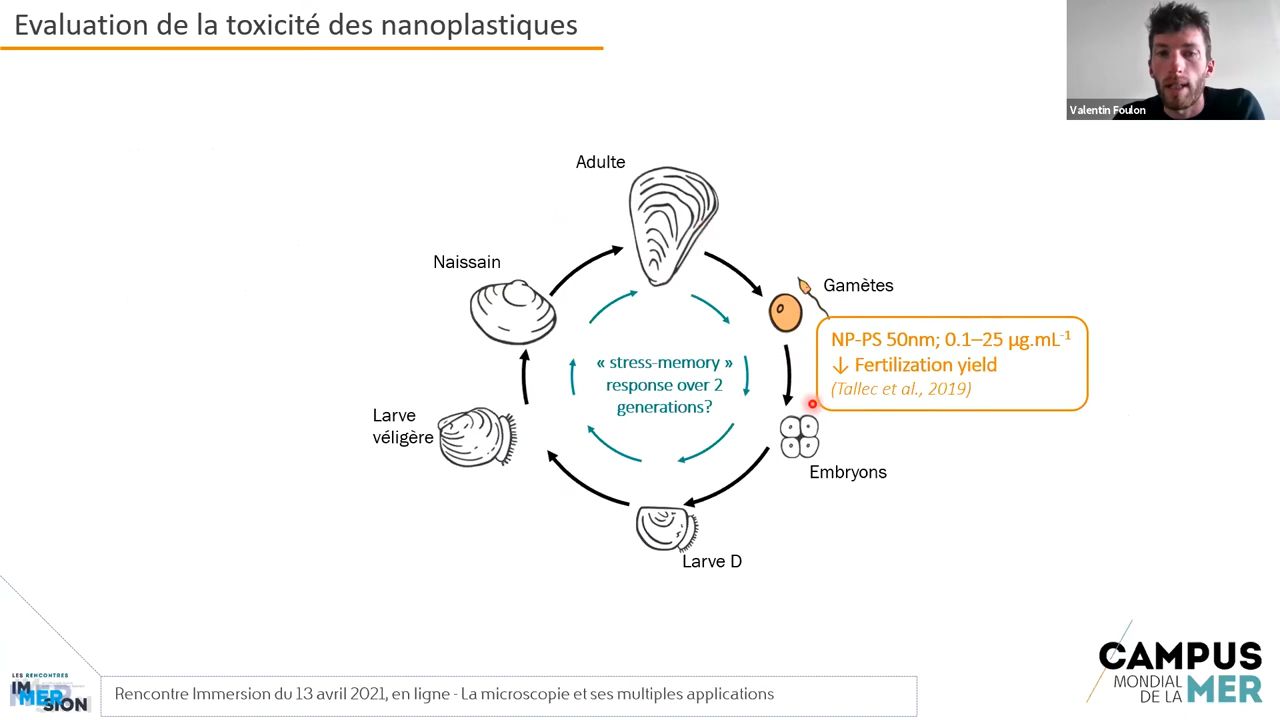 Evaluation de la toxicité des nanoplastiques
Valentin Foulon
Adulte
Naissain
Gamètes
NP-PS 50nm; 0.1–25 µg.mL⁻¹
↓ Fertilization yield
(Tallec et al., 2019)
« stress-memory »
response over 2
generations?
Larve
véligère
Embryons
Larve D
LES RENCONTRES
IM
MER
SION
Rencontre Immersion du 13 avril 2021, en ligne - La microscopie et ses multiples applications
CAMPUS
MONDIAL
DE LA MER